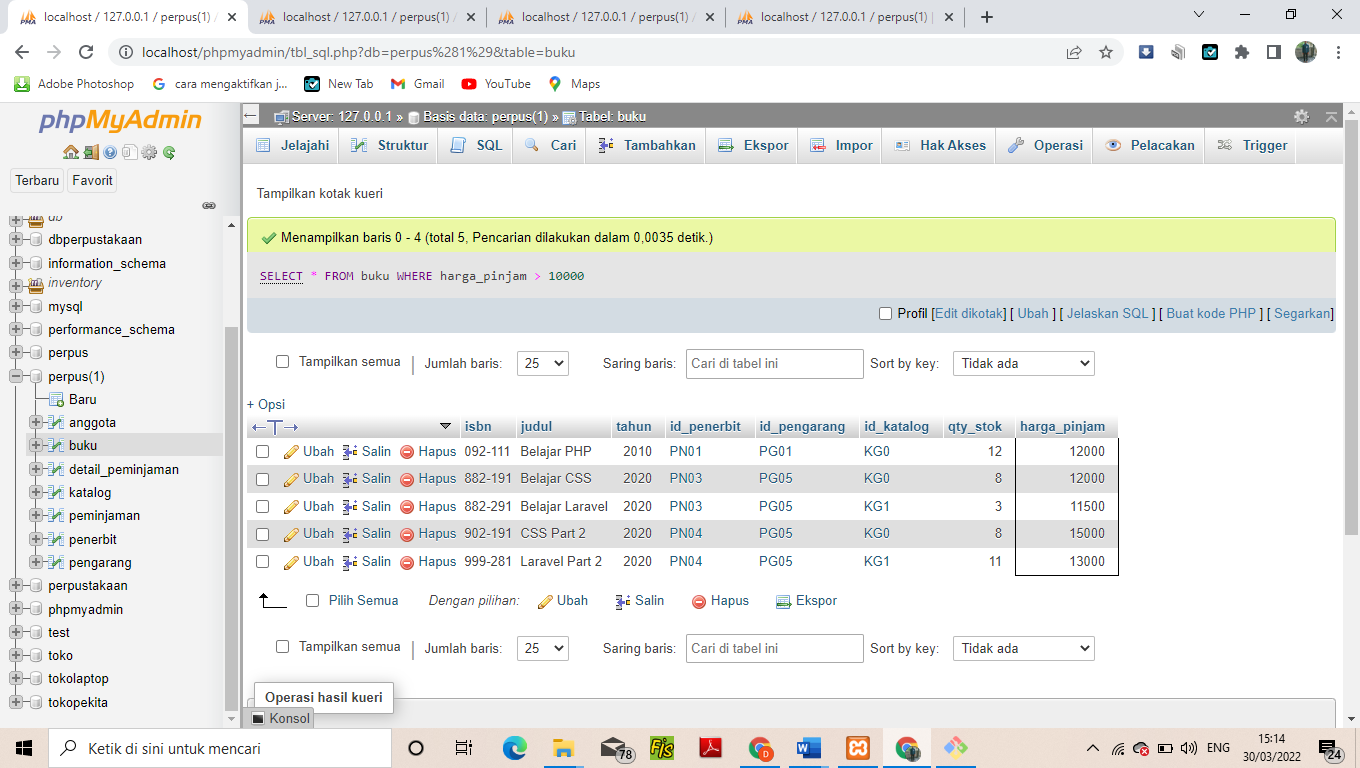 localhost / 127.0.0.1 / perpus(1) / localhost / 127.0.0.1 / perpus(1) / localhost / 127.0.0.1 / perpus(1) / localhost / 127.0.0.1 / perpus(1) |
localhost/phpmyadmin/tbl_sql.php?db=perpus%281%29&table=buku
Adobe Photoshop cara mengaktifkan j... New Tab Gmail YouTube Maps
phpMyAdmin
Terbaru Favorit
db
dbperpustakaan
information_schema
inventory
mysql
performance_schema
perpus
perpus(1)
Baru
anggota
buku
detail_peminjaman
katalog
peminjaman
penerbit
pengarang
perpustakaan
phpmyadmin
test
toko
tokolaptop
tokopekita
Server: 127.0.0.1 » Basis data: perpus(1) » Tabel: buku
Jelajahi Struktur SQL Cari Tambahkan Ekspor Impor Hak Akses Operasi Pelacakan Trigger
Tampilkan kotak kueri
Menampilkan baris 0 - 4 (total 5, Pencarian dilakukan dalam 0,0035 detik.)
SELECT * FROM buku WHERE harga_pinjam > 10000
Profil [Edit dikotak] [ Ubah ] [ Jelaskan SQL ] [ Buat kode PHP ] [ Segarkan]
Tampilkan semua | Jumlah baris: 25 Saring baris: Cari di tabel ini Sort by key: Tidak ada
+ Opsi
←T→ isbn judul tahun id_penerbit id_pengarang id_katalog qty_stok harga_pinjam
Ubah Salin Hapus 092-111 Belajar PHP 2010 PN01 PG01 KG0 12 12000
Ubah Salin Hapus 882-191 Belajar CSS 2020 PN03 PG05 KG0 8 12000
Ubah Salin Hapus 882-291 Belajar Laravel 2020 PN03 PG05 KG1 3 11500
Ubah Salin Hapus 902-191 CSS Part 2 2020 PN04 PG05 KG0 8 15000
Ubah Salin Hapus 999-281 Laravel Part 2 2020 PN04 PG05 KG1 11 13000
Pilih Semua Dengan pilihan: Ubah Salin Hapus Ekspor
Tampilkan semua | Jumlah baris: 25 Saring baris: Cari di tabel ini Sort by key: Tidak ada
Operasi hasil kueri
Konsol
Ketik di sini untuk mencari
78
Fis
D
ENG
15:14
30/03/2022
24